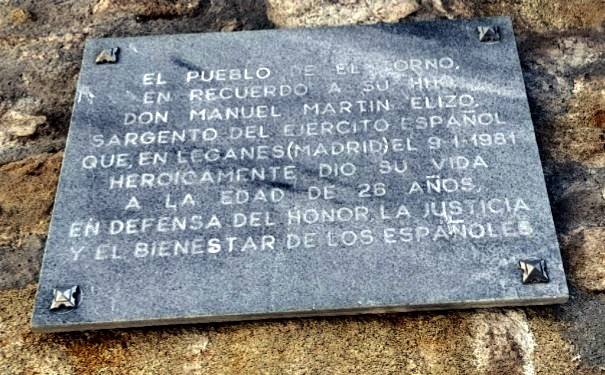 EL PUEBLO DE EL TORNO,
EN RECUERDO A SU HIJO
DON MANUEL MARTIN ELIZO,
SARGENTO DEL EJERCITO ESPAÑOL
QUE, EN LEGANES (MADRID) EL 9-1-1981
HEROICAMENTE DIO SU VIDA
A LA EDAD DE 26 AÑOS,
EN DEFENSA DEL HONOR, LA JUSTICIA
Y EL BIENESTAR DE LOS ESPAÑOLES